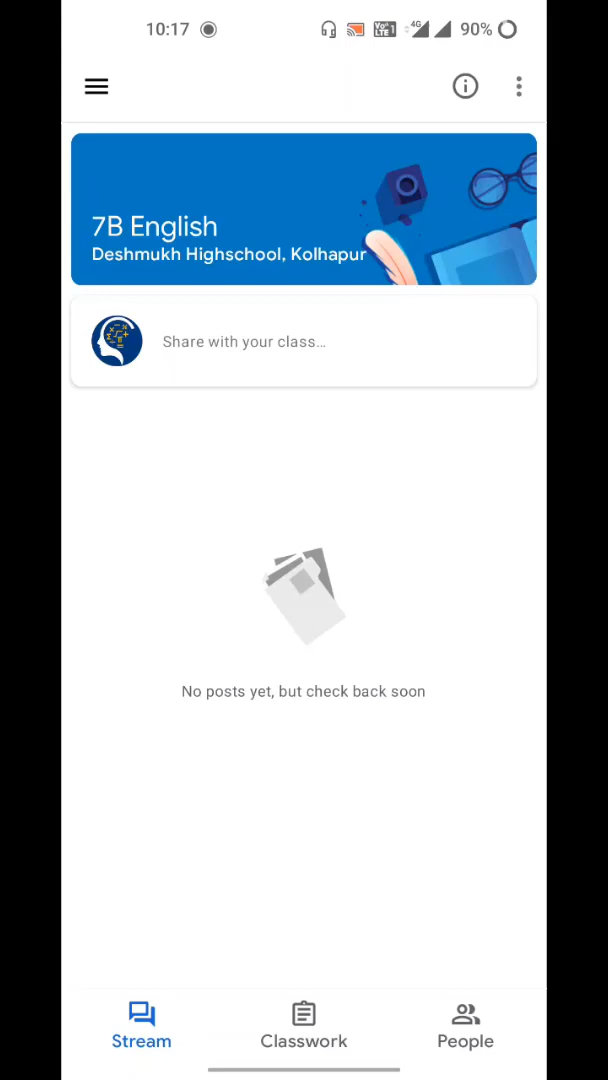 10:17 4G 90%
7B English
Deshmukh Highschool, Kolhapur
Share with your class...
No posts yet, but check back soon
Stream Classwork People